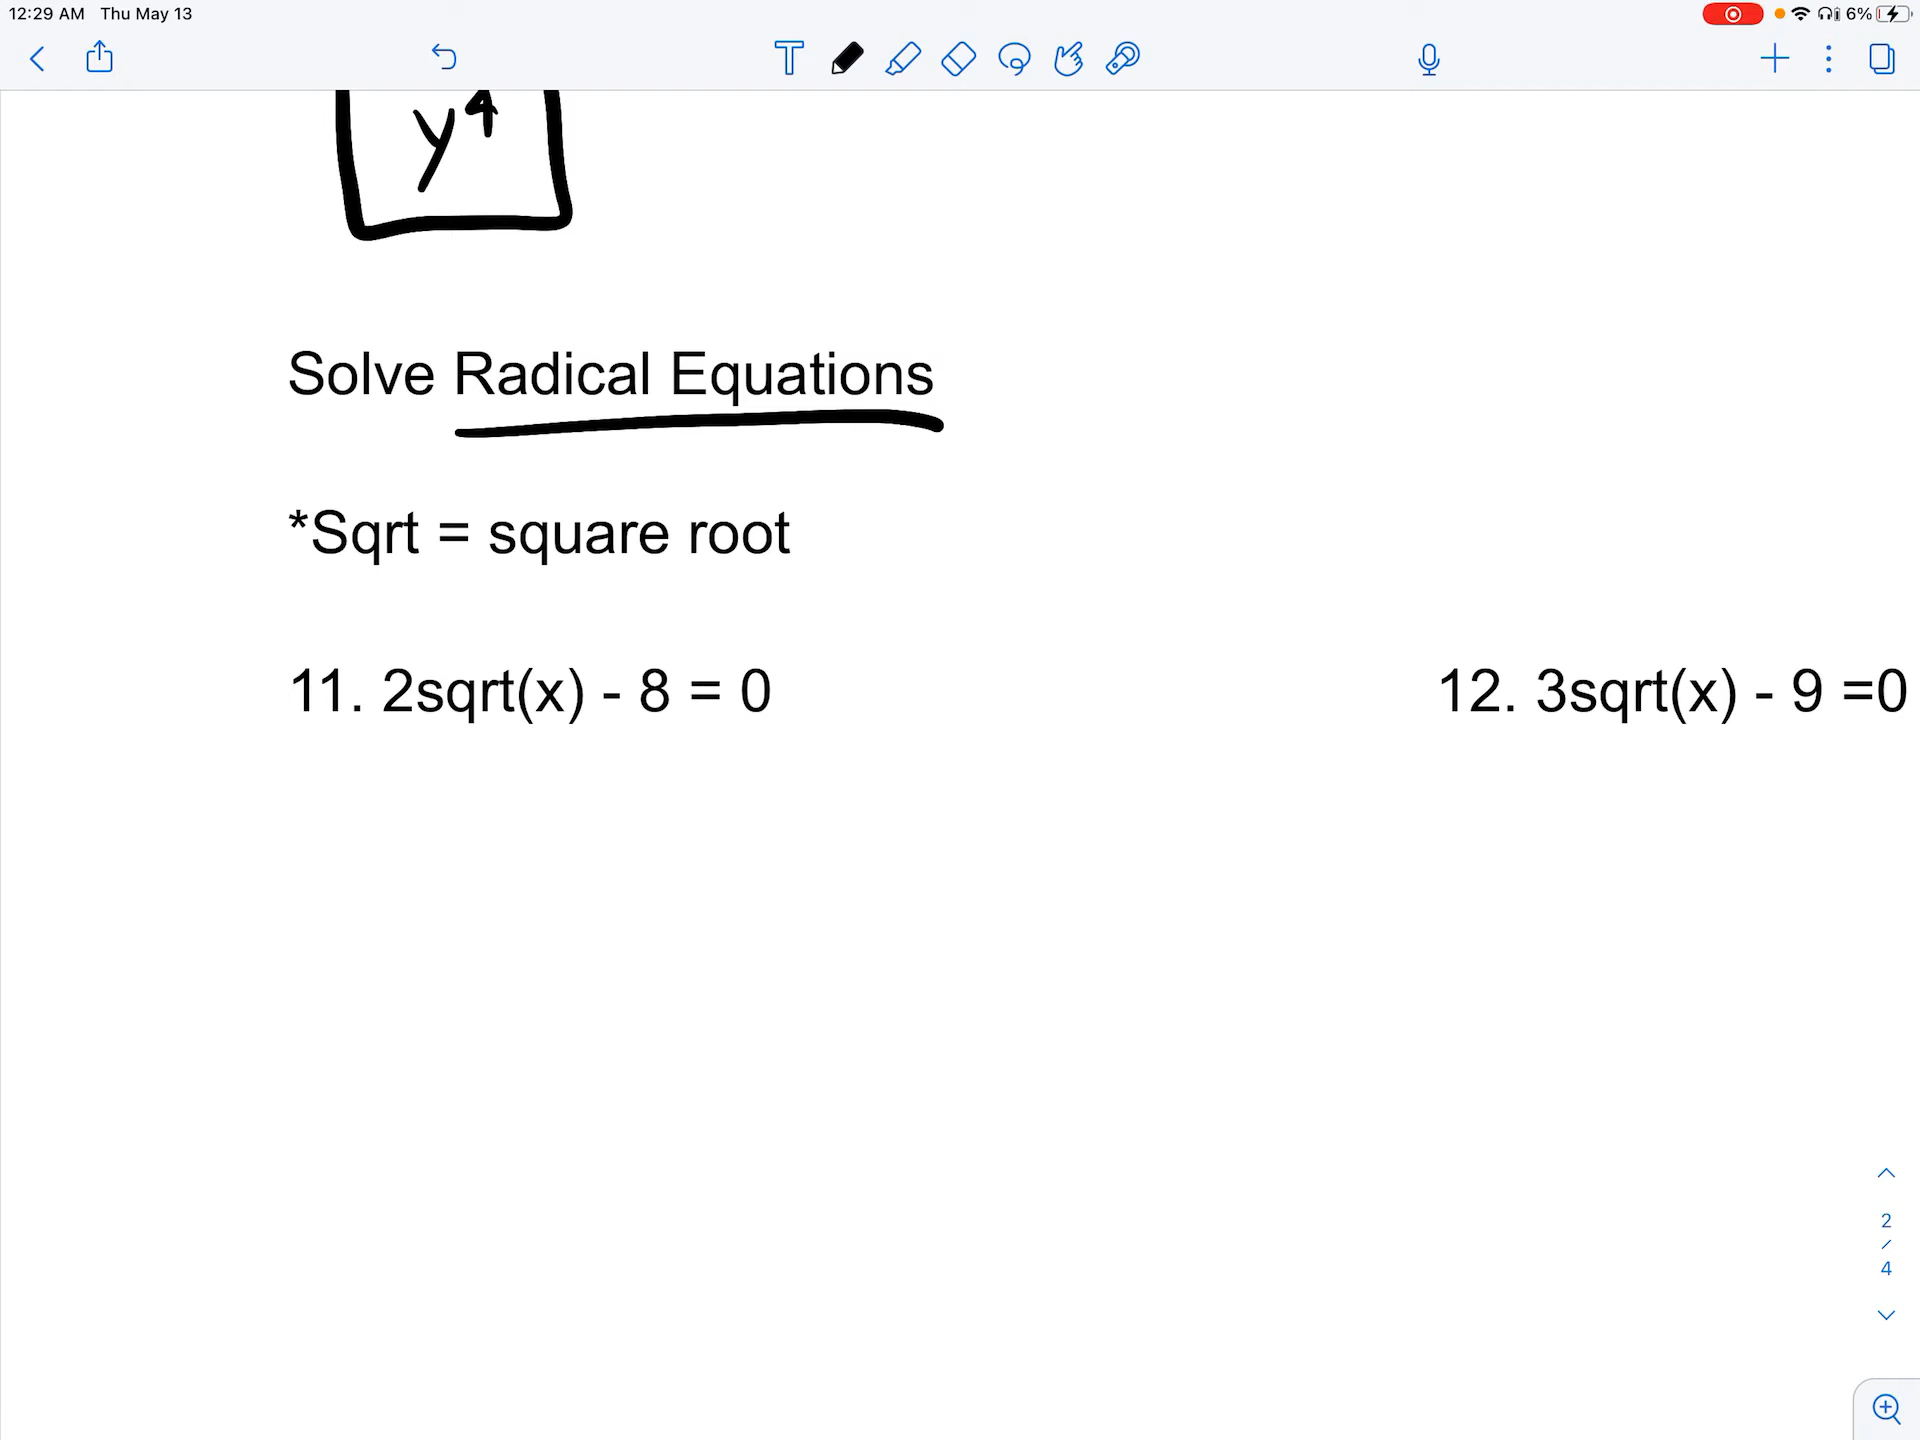 12:29 AM Thu May 13 6%
T
y⁴
Solve Radical Equations
*Sqrt = square root
11. 2sqrt(x) - 8 = 0
12. 3sqrt(x) - 9 =0
2
/
4